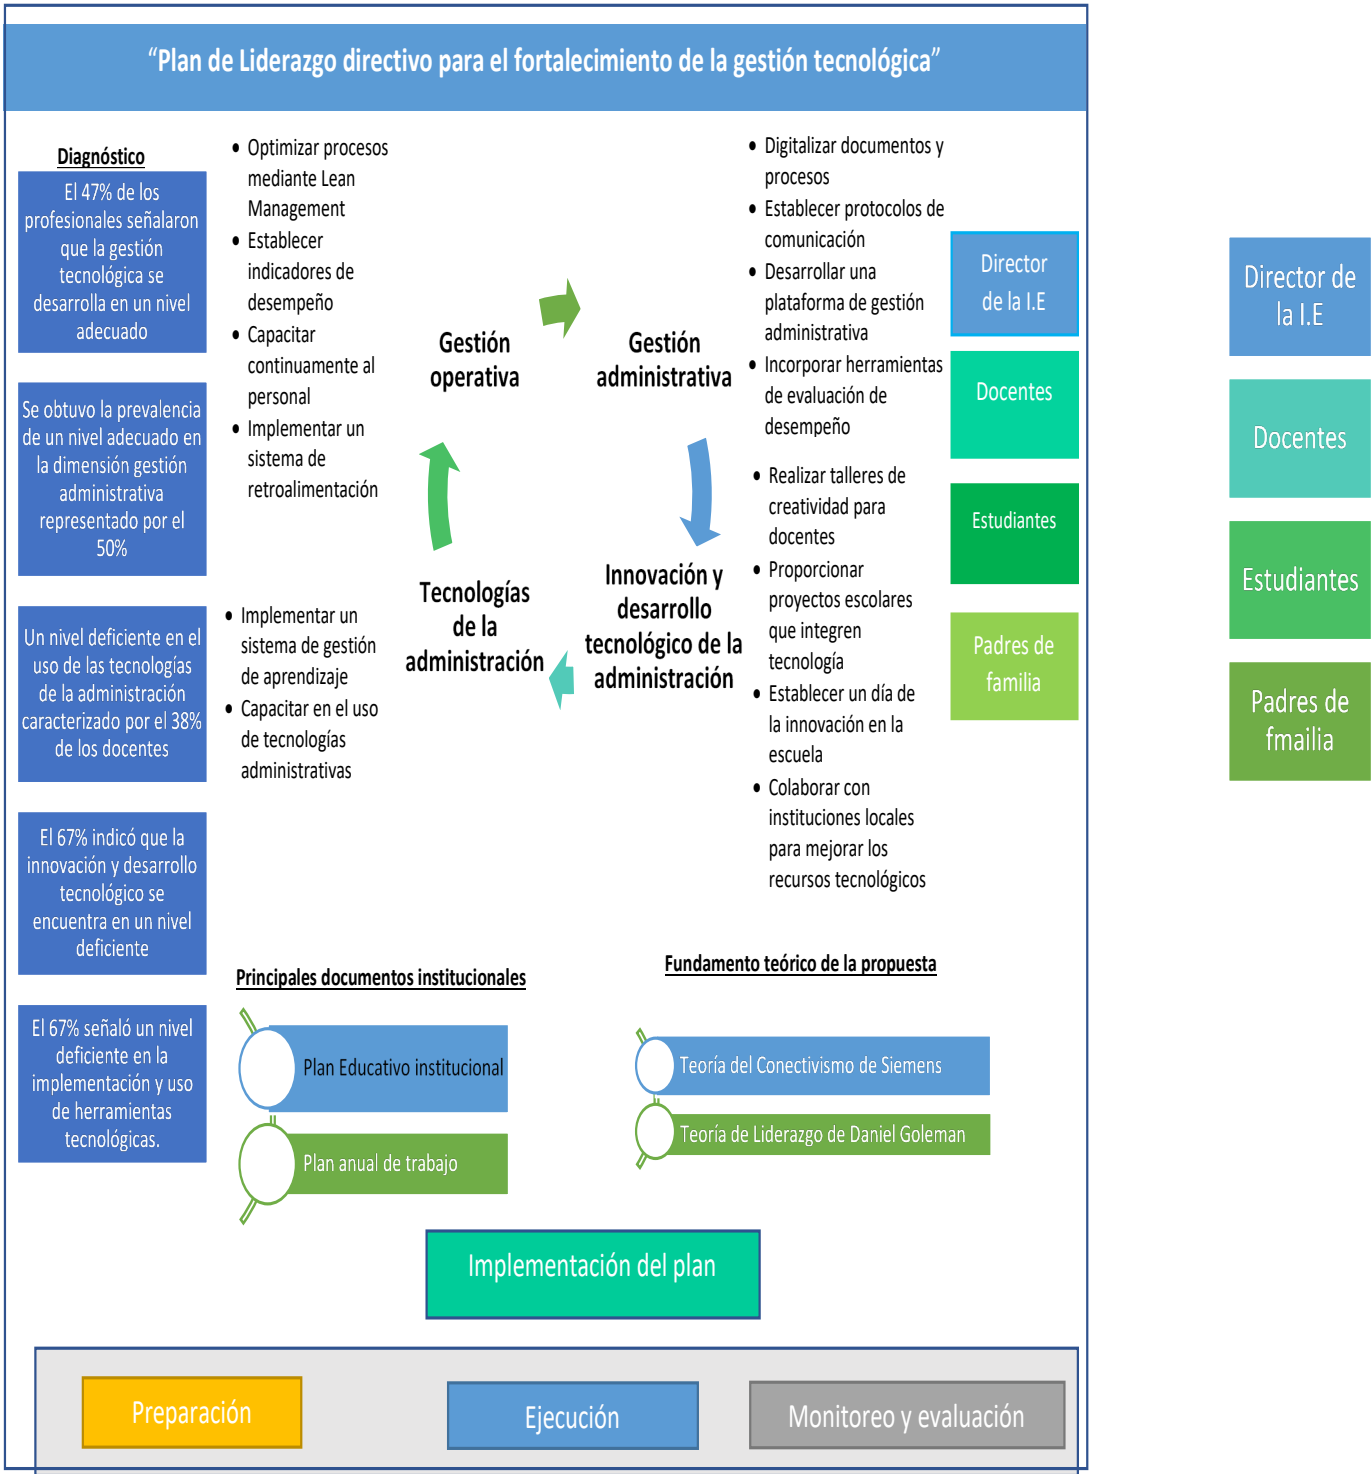 “Plan de Liderazgo directivo para el fortalecimiento de la gestión tecnológica”
Diagnóstico
El 47% de los
profesionales señalaron
que la gestión
tecnológica se
desarrolla en un nivel
adecuado
Se obtuvo la prevalencia
de un nivel adecuado en
la dimensión gestión
administrativa
representado por el
50%
Un nivel deficiente en el
uso de las tecnologías
de la administración
caracterizado por el 38%
de los docentes
El 67% indicó que la
innovación y desarrollo
tecnológico se
encuentra en un nivel
deficiente
El 67% señaló un nivel
deficiente en la
implementación y uso
de herramientas
tecnológicas.
• Optimizar procesos
mediante Lean
Management
• Establecer
indicadores de
desempeño
• Capacitar
continuamente al
personal
• Implementar un
sistema de
retroalimentación
• Implementar un
sistema de gestión
de aprendizaje
• Capacitar en el uso
de tecnologías
administrativas
Gestión
operativa
Gestión
administrativa
Tecnologías
de la
administración
Innovación y
desarrollo
tecnológico de la
administración
• Digitalizar documentos y
procesos
• Establecer protocolos de
comunicación
• Desarrollar una
plataforma de gestión
administrativa
• Incorporar herramientas
de evaluación de
desempeño
• Realizar talleres de
creatividad para
docentes
• Proporcionar
proyectos escolares
que integren
tecnología
• Establecer un día de
la innovación en la
escuela
• Colaborar con
instituciones locales
para mejorar los
recursos tecnológicos
Director
de la I.E
Docentes
Estudiantes
Padres de
familia
Director de
la I.E
Docentes
Estudiantes
Padres de
fmailia
Principales documentos institucionales
Plan Educativo institucional
Plan anual de trabajo
Fundamento teórico de la propuesta
Teoría del Conectivismo de Siemens
Teoría de Liderazgo de Daniel Goleman
Implementación del plan
Preparación
Ejecución
Monitoreo y evaluación